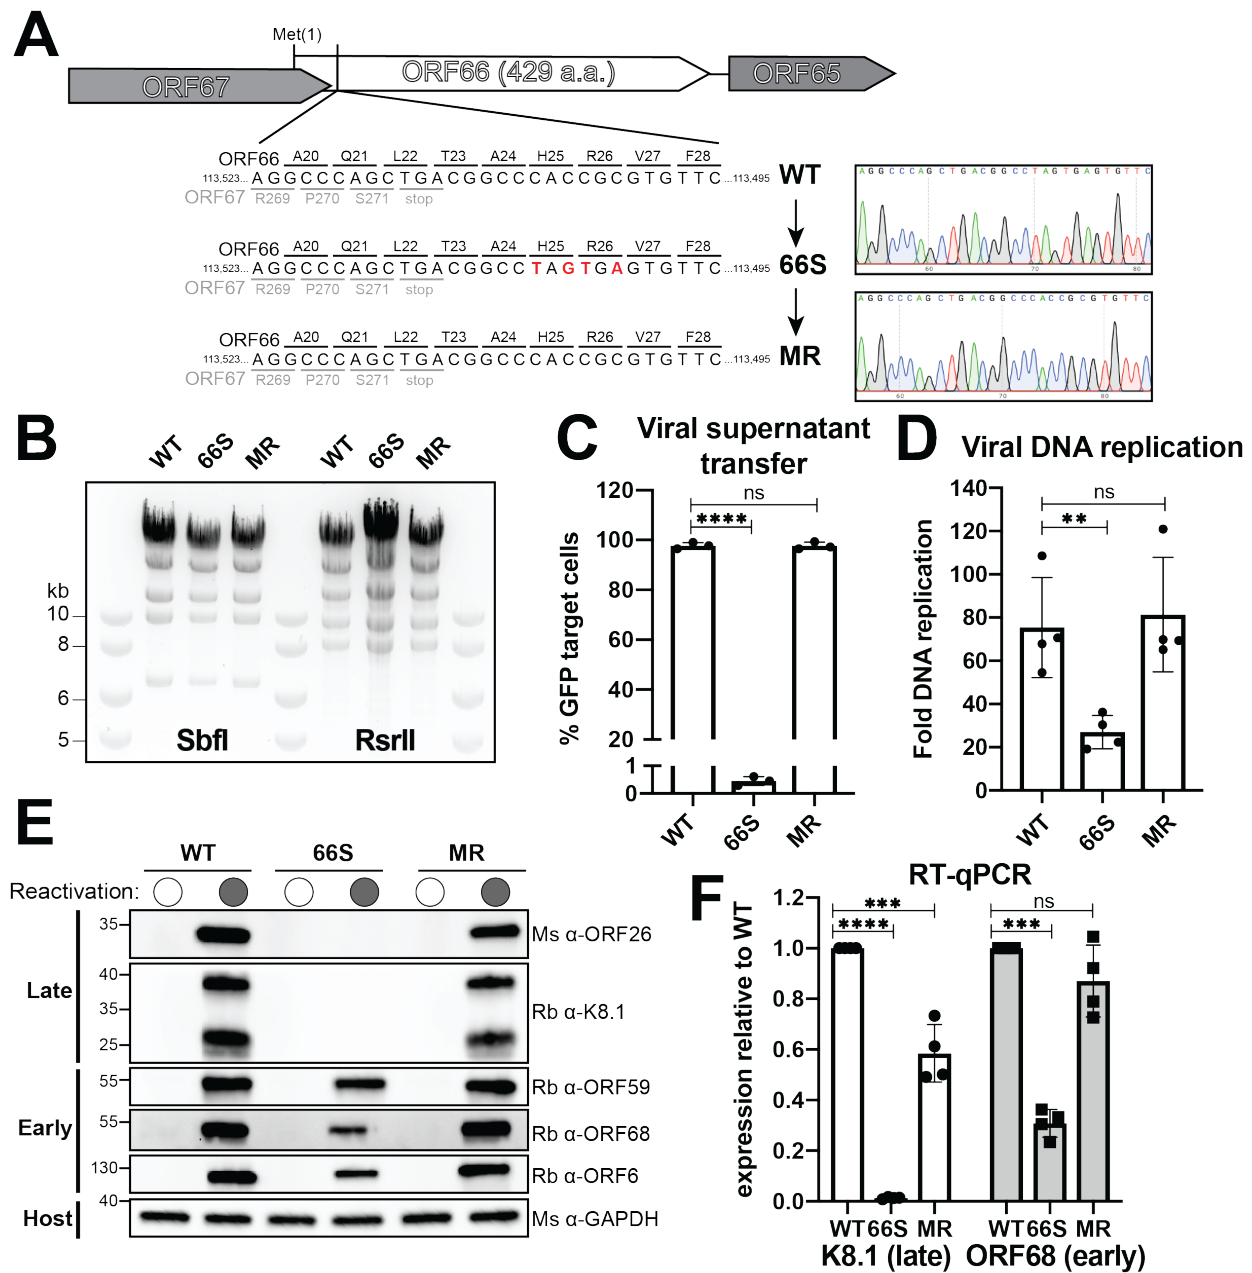 A
Met(1)
ORF67
ORF66 (429 a.a.)
ORF65
ORF66 A20 Q21 L22 T23 A24 H25 R26 V27 F28
113,523... A G G C C C A G C T G A C G G C C C A C C G C G T G T T C ...113,495
ORF67 R269 P270 S271 stop
WT
AGGCCCAGCTGACGGCCTAGTGAGTGTTC
60 70 80
ORF66 A20 Q21 L22 T23 A24 H25 R26 V27 F28
113,523... A G G C C C A G C T G A C G G C C T A G T G A G T G T T C ...113,495
ORF67 R269 P270 S271 stop
66S
AGGCCCAGCTGACGGCCCACCGCGTGTTC
60 70 80
ORF66 A20 Q21 L22 T23 A24 H25 R26 V27 F28
113,523... A G G C C C A G C T G A C G G C C C A C C G C G T G T T C ...113,495
ORF67 R269 P270 S271 stop
MR
B
WT 66S MR WT 66S MR
kb
10
8
6
5
SbfI RsrII
C
Viral supernatant
transfer
% GFP target cells
120
100
80
60
40
20
1
0
ns
****
WT 66S MR
D
Viral DNA replication
Fold DNA replication
140
120
100
80
60
40
20
0
ns
**
WT 66S MR
E
WT 66S MR
Reactivation:
Late
35
Ms α-ORF26
40
35
25
Rb α-K8.1
Early
55
Rb α-ORF59
55
Rb α-ORF68
130
Rb α-ORF6
Host
40
Ms α-GAPDH
F
RT-qPCR
expression relative to WT
1.2
1.0
0.8
0.6
0.4
0.2
0.0
***
****
ns
***
WT 66S MR WT 66S MR
K8.1 (late) ORF68 (early)